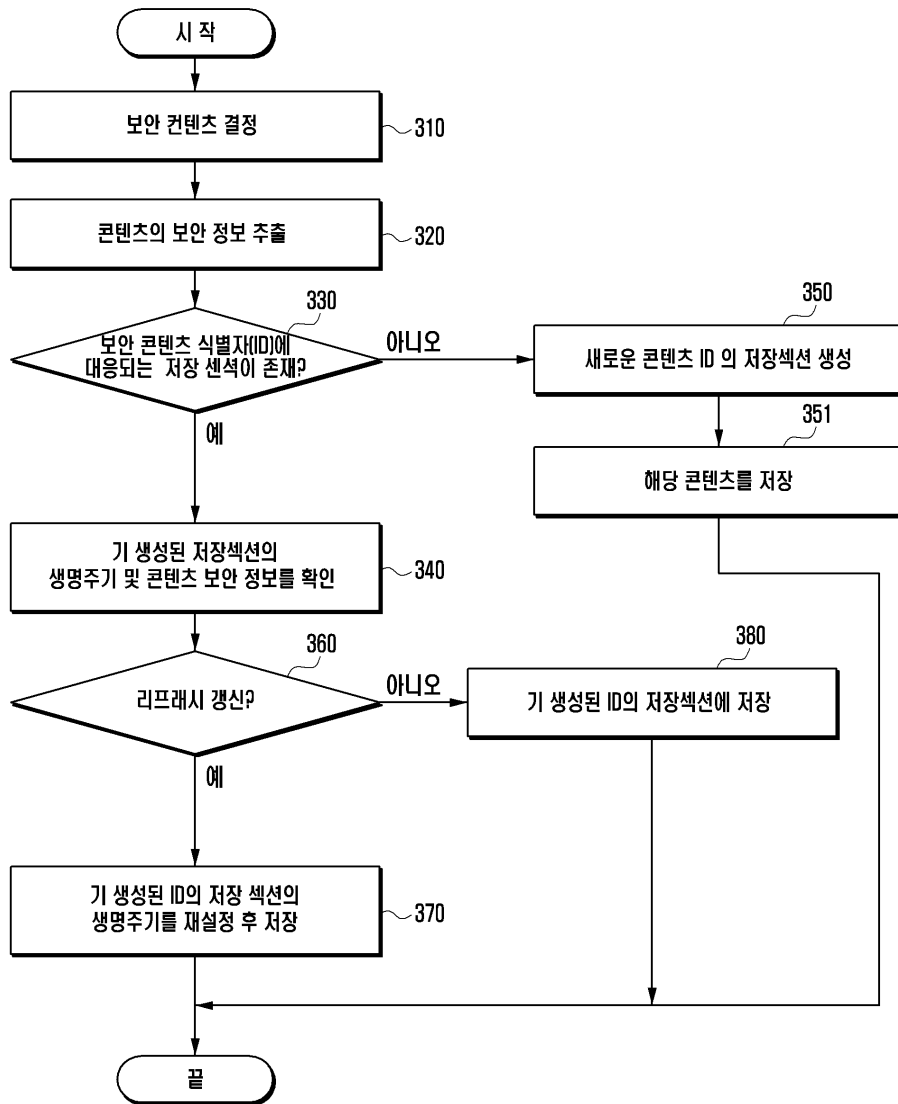 시 작
보안 컨텐츠 결정
310
콘텐츠의 보안 정보 추출
320
330
보안 콘텐츠 식별자(ID)에
대응되는 저장 센셕이 존재?
아니오
예
350
새로운 콘텐츠 ID 의 저장섹션 생성
351
해당 콘텐츠를 저장
기 생성된 저장섹션의
생명주기 및 콘텐츠 보안 정보를 확인
340
360
리프래시 갱신?
아니오
예
380
기 생성된 ID의 저장섹션에 저장
기 생성된 ID의 저장 섹션의
생명주기를 재설정 후 저장
370
끝